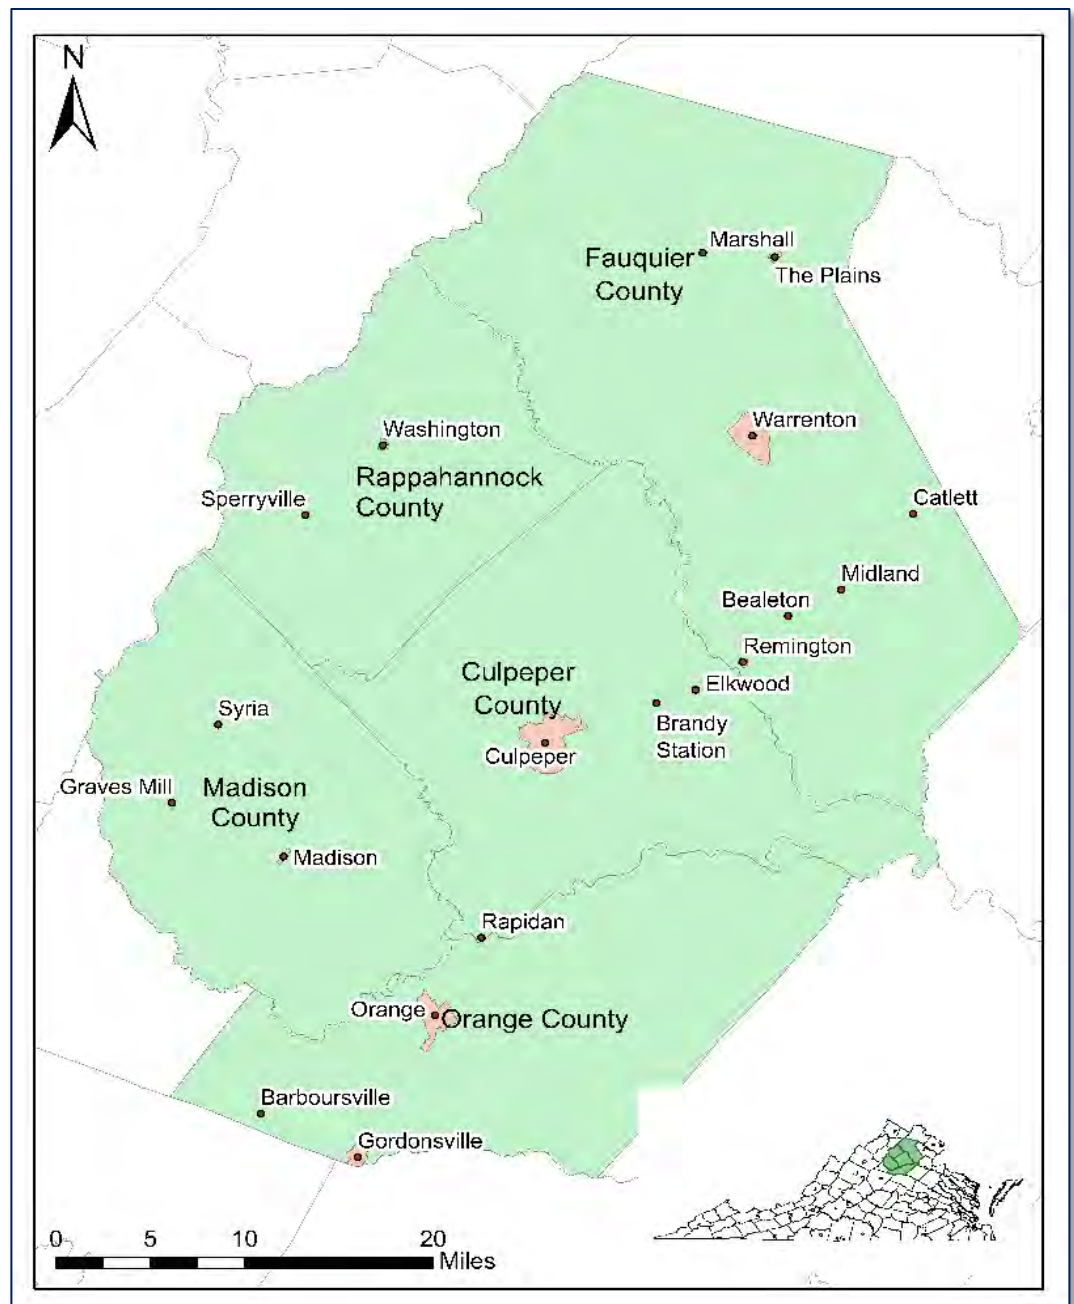 N
Marshall
Fauquier
County
The Plains
Warrenton
Washington
Rappahannock
County
Sperryville
Catlett
Midland
Bealeton
Remington
Culpeper
County
Elkwood
Brandy
Station
Syria
Culpeper
Graves Mill
Madison
County
Madison
Rapidan
Orange
Orange County
Barboursville
Gordonsville
0 5 10 20
Miles